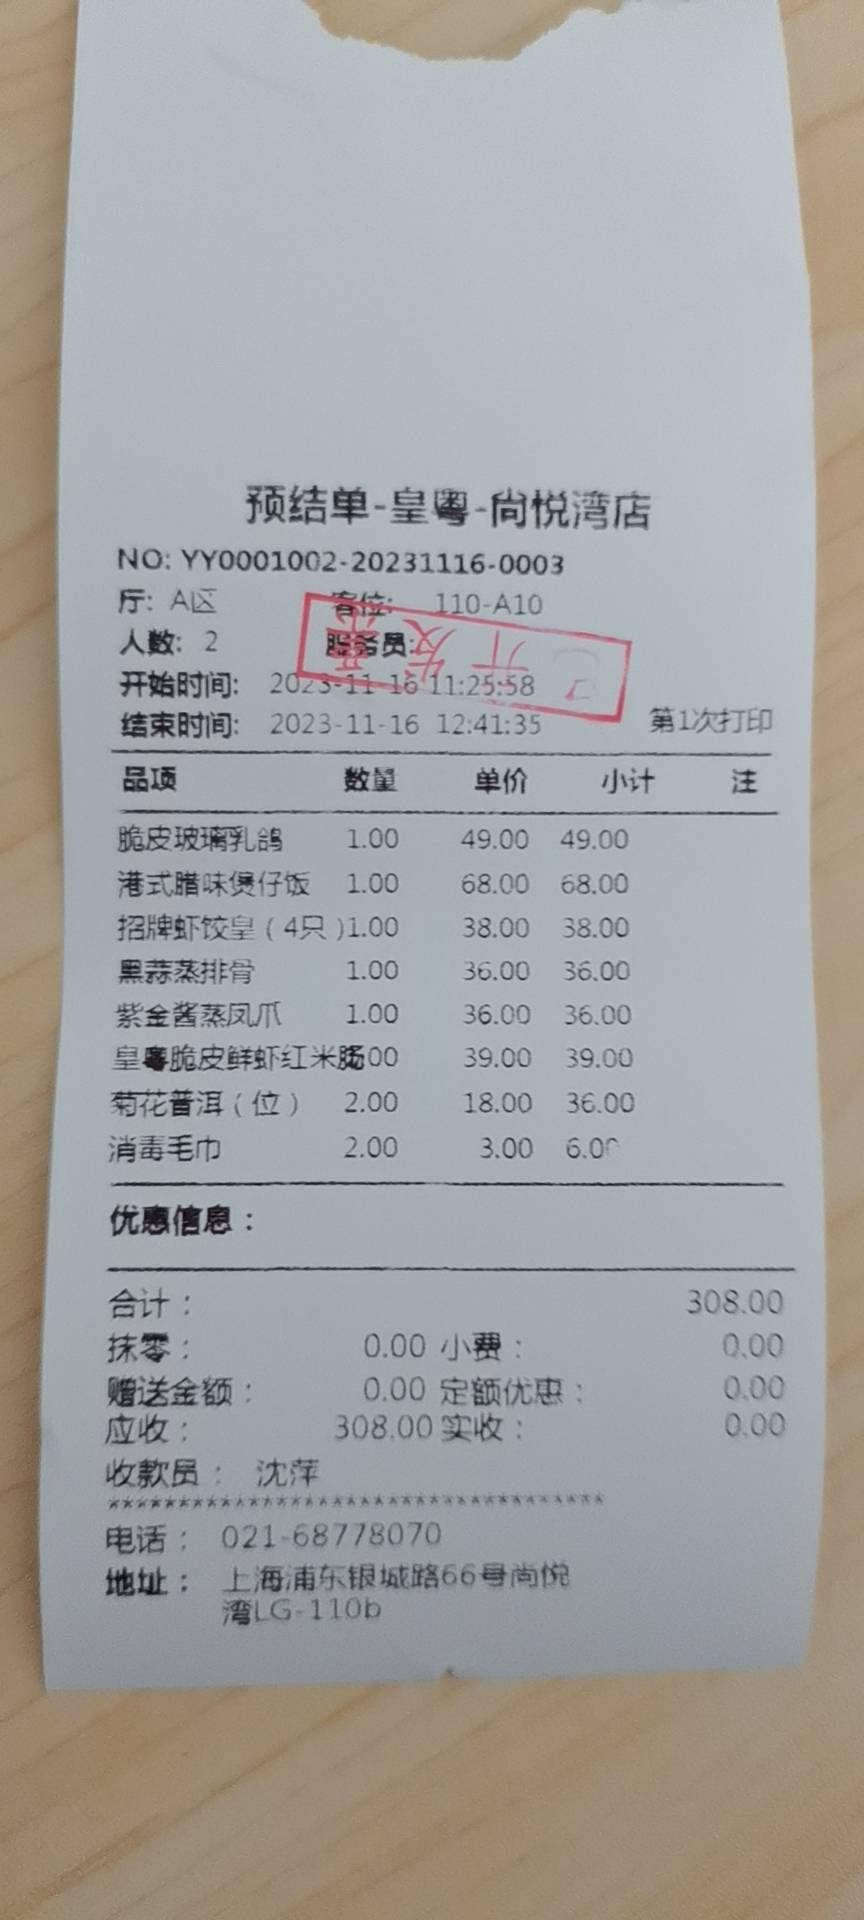 预结单-皇粤-尚悦湾店
NO: YY0001002-20231116-0003
厅: A区 客位: 110-A10
人数: 2 服务员:
已开发票
开始时间: 2023-11-16 11:25:58
结束时间: 2023-11-16 12:41:35 第1次打印
品项 数量 单价 小计 注
脆皮玻璃乳鸽 1.00 49.00 49.00
港式腊味煲仔饭 1.00 68.00 68.00
招牌虾饺皇(4只)1.00 38.00 38.00
黑蒜蒸排骨 1.00 36.00 36.00
紫金酱蒸凤爪 1.00 36.00 36.00
皇粤脆皮鲜虾红米肠 .00 39.00 39.00
菊花普洱(位) 2.00 18.00 36.00
消毒毛巾 2.00 3.00 6.00
优惠信息:
合计: 308.00
抹零: 0.00 小费: 0.00
赠送金额: 0.00 定额优惠: 0.00
应收: 308.00 实收: 0.00
收款员: 沈萍
***********************************
电话: 021-68778070
地址: 上海浦东银城路66号尚悦
湾LG-110b